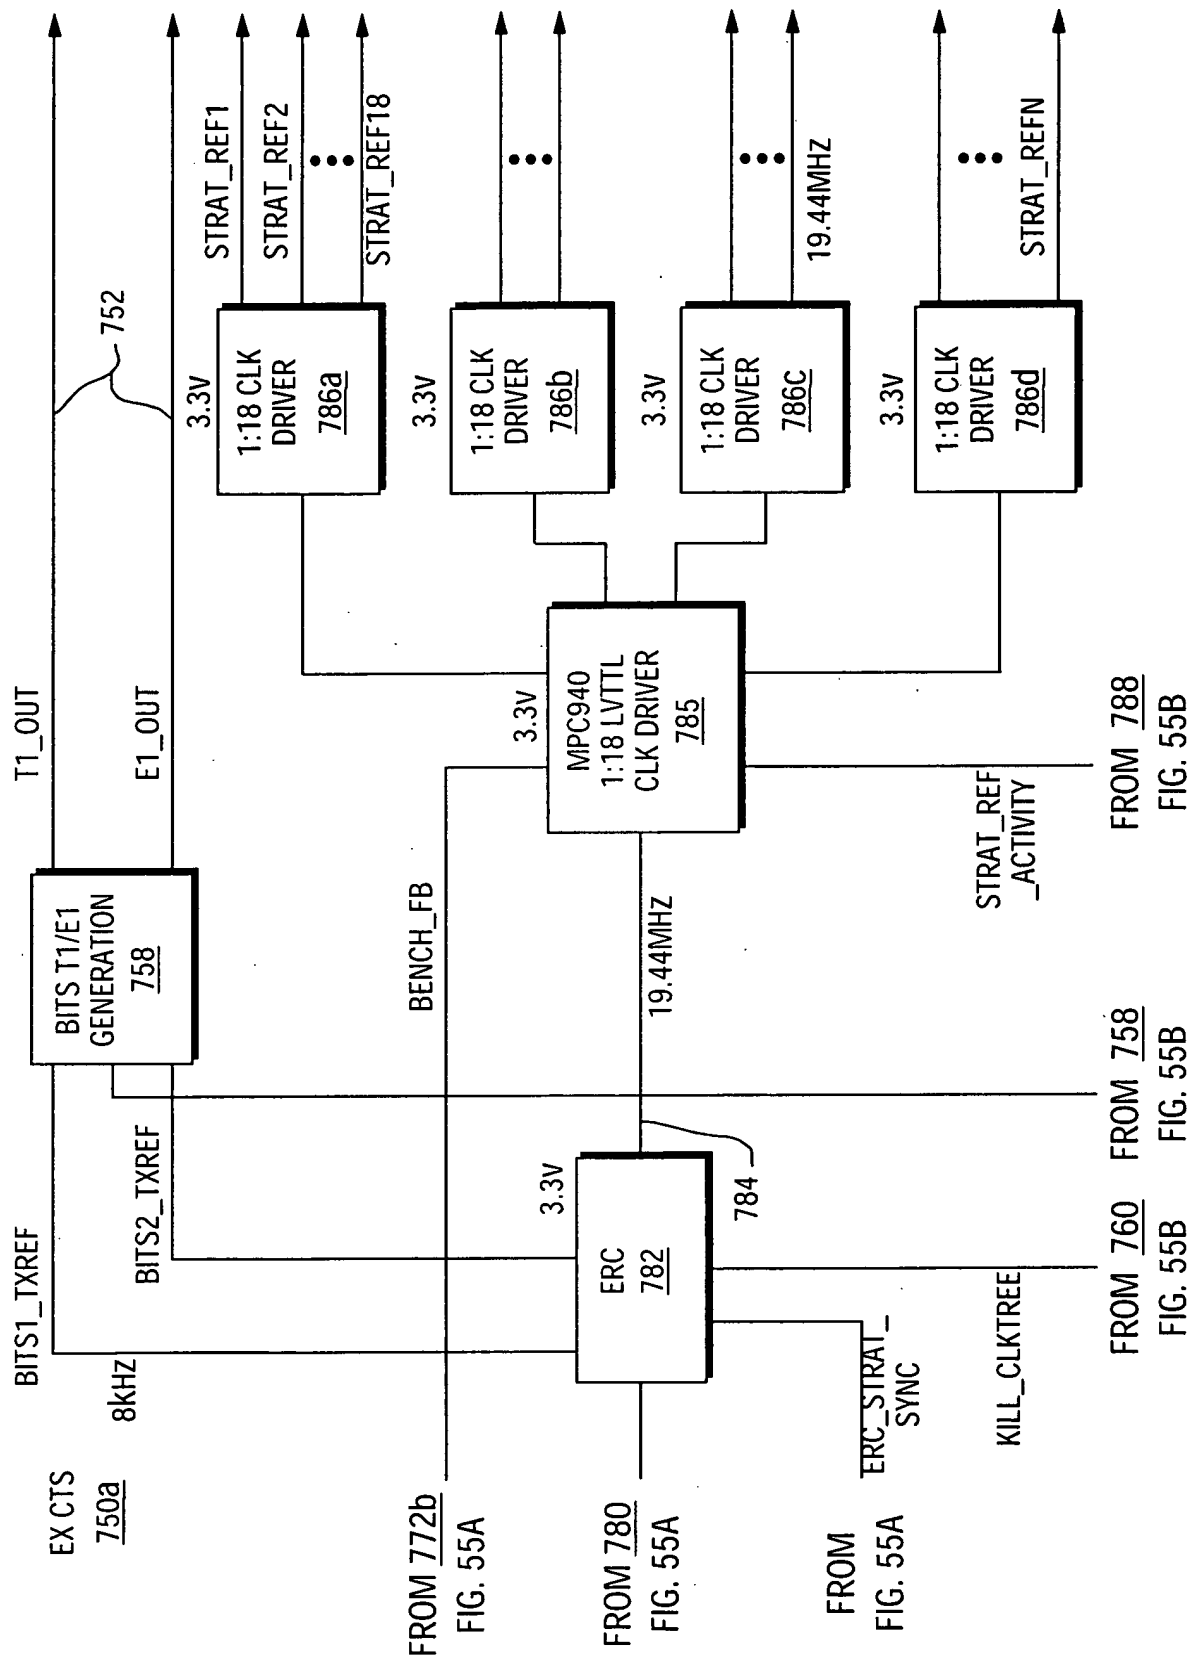 EX CTS
750a
BITS1_TXREF
8kHZ
BITS2_TXREF
BITS T1/E1
GENERATION
758
T1_OUT
E1_OUT
752
STRAT_REF1
STRAT_REF2
STRAT_REF18
3.3V
1:18 CLK
DRIVER
786a
3.3V
1:18 CLK
DRIVER
786b
3.3V
1:18 CLK
DRIVER
786c
19.44MHZ
3.3V
1:18 CLK
DRIVER
786d
STRAT_REFN
FROM 772b
FIG. 55A
BENCH_FB
3.3V
MPC940
1:18 LVTTL
CLK DRIVER
785
FROM 780
FIG. 55A
3.3V
ERC
782
19.44MHZ
784
FROM
FIG. 55A
ERC_STRAT_
SYNC
KILL_CLKTREE
FROM 760
FIG. 55B
FROM 758
FIG. 55B
STRAT_REF
_ACTIVITY
FROM 788
FIG. 55B